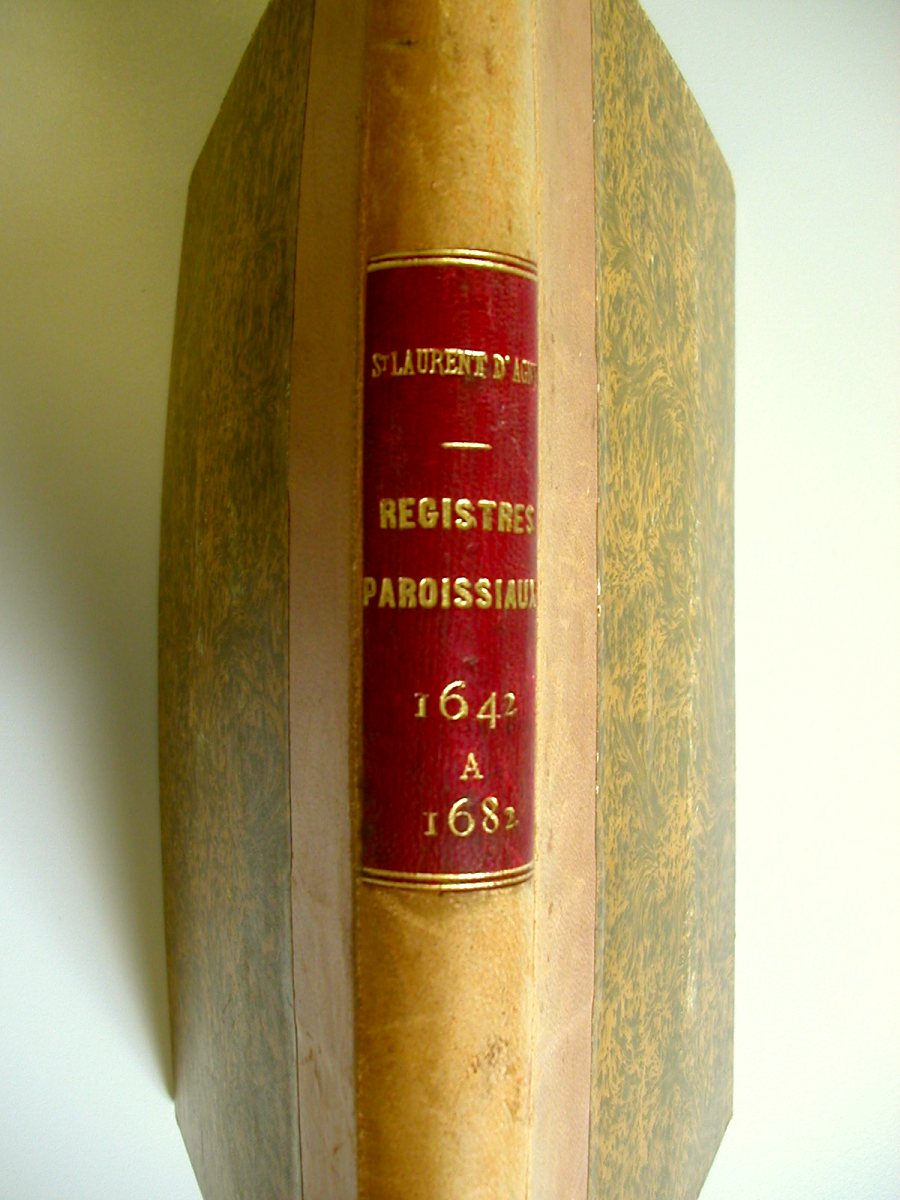 St LAURENT D'
REGISTRES
PAROISSIAUX
1642
A
1682